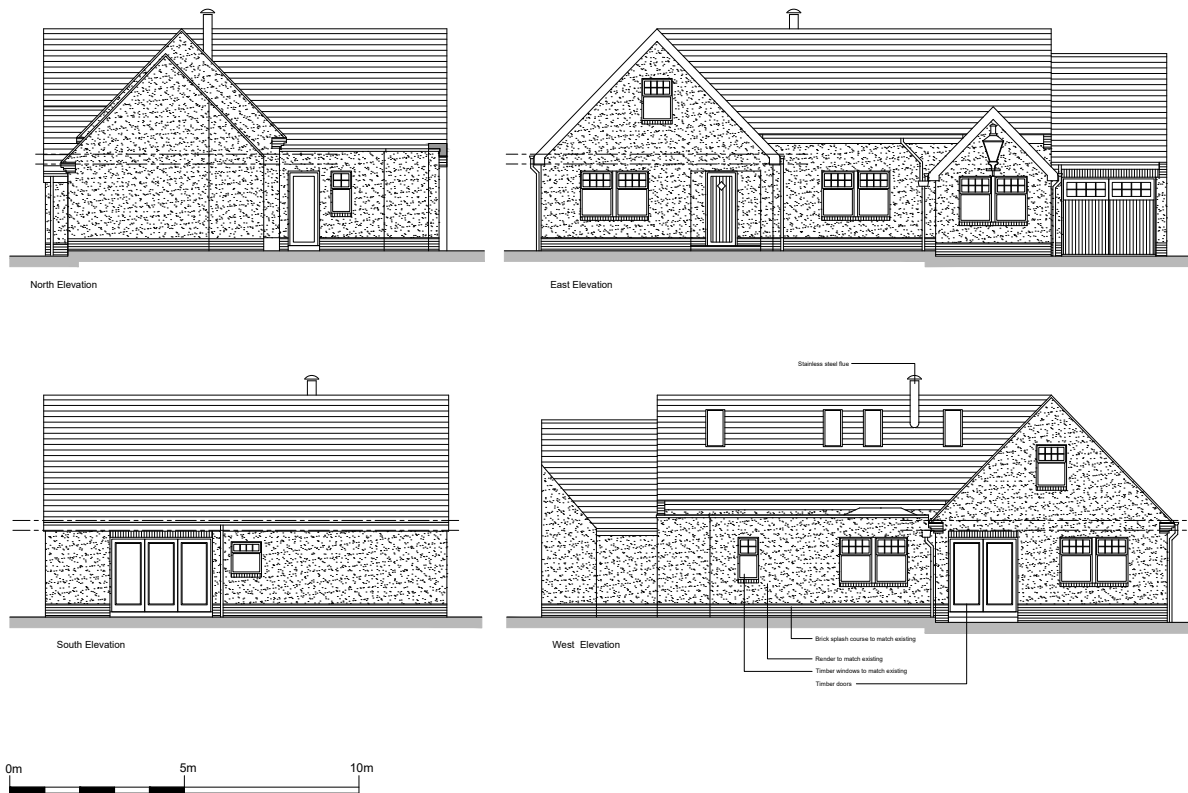 North Elevation
East Elevation
Stainless steel flue
South Elevation
West Elevation
Brick splash course to match existing
Render to match existing
Timber windows to match existing
Timber doors
0m 5m 10m